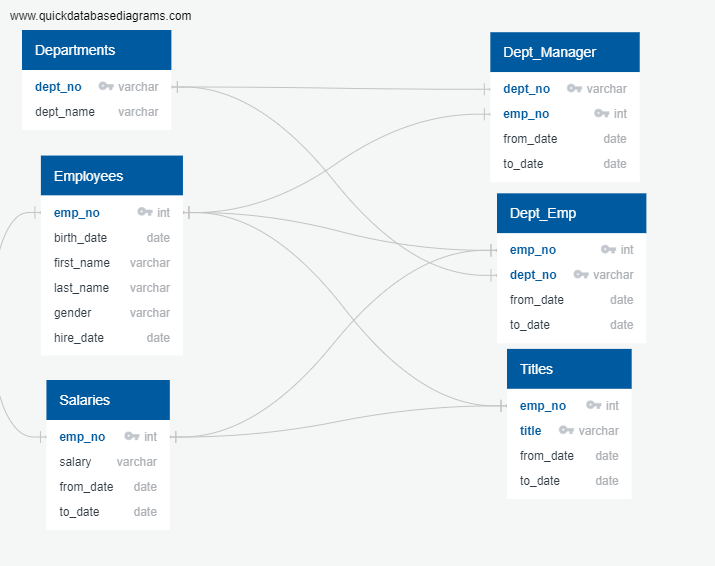 www.quickdatabasediagrams.com
Departments
dept_no varchar
dept_name varchar
Employees
emp_no int
birth_date date
first_name varchar
last_name varchar
gender varchar
hire_date date
Salaries
emp_no int
salary varchar
from_date date
to_date date
Dept_Manager
dept_no varchar
emp_no int
from_date date
to_date date
Dept_Emp
emp_no int
dept_no varchar
from_date date
to_date date
Titles
emp_no int
title varchar
from_date date
to_date date